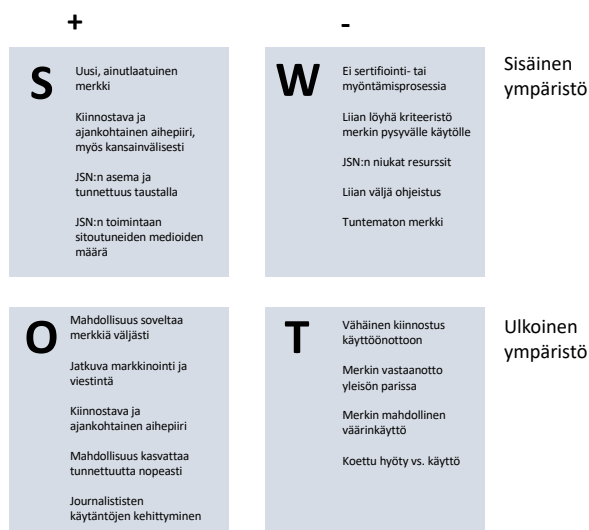 +
-
S
Uusi, ainutlaatuinen
merkki
Kiinnostava ja
ajankohtainen aihepiiri,
myös kansainvälisesti
JSN:n asema ja
tunnettuus taustalla
JSN:n toimintaan
sitoutuneiden medioiden
määrä
W
Ei sertifiointi- tai
myöntämisprosessia
Liian löyhä kriteeristö
merkin pysyvälle käytölle
JSN:n niukat resurssit
Liian väljä ohjeistus
Tuntematon merkki
Sisäinen
ympäristö
O
Mahdollisuus soveltaa
merkkiä väljästi
Jatkuva markkinointi ja
viestintä
Kiinnostava ja
ajankohtainen aihepiiri
Mahdollisuus kasvattaa
tunnettuutta nopeasti
Journalististen
käytäntöjen kehittyminen
T
Vähäinen kiinnostus
käyttöönottoon
Merkin vastaanotto
yleisön parissa
Merkin mahdollinen
väärinkäyttö
Koettu hyöty vs. käyttö
Ulkoinen
ympäristö